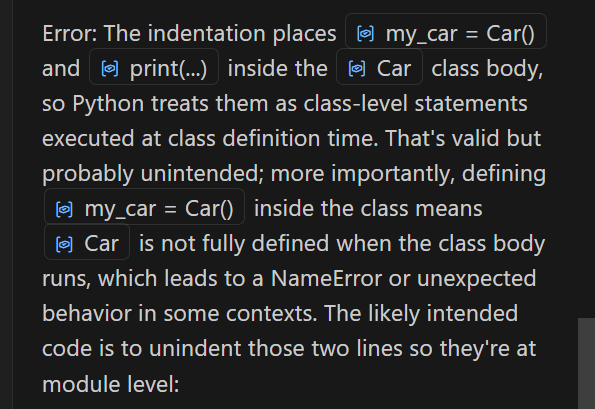 Error: The indentation places my_car = Car()
and print(...) inside the Car class body,
so Python treats them as class-level statements
executed at class definition time. That's valid but
probably unintended; more importantly, defining
my_car = Car() inside the class means
Car is not fully defined when the class body
runs, which leads to a NameError or unexpected
behavior in some contexts. The likely intended
code is to unindent those two lines so they're at
module level: